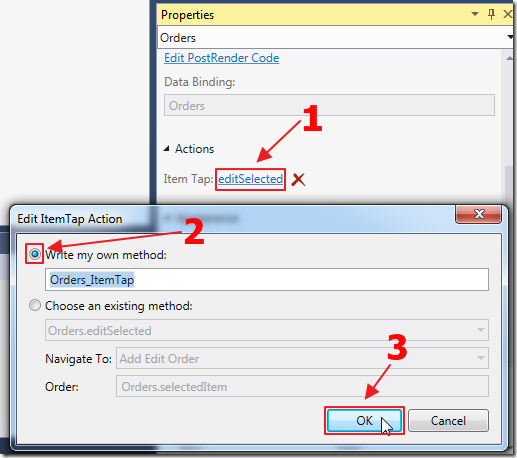 Properties
Orders
Edit PostRender Code
Data Binding:
Orders
1
Actions
Item Tap: editSelected
Appearance
Edit ItemTap Action
2
Write my own method:
Orders_ItemTap
Choose an existing method:
Orders.editSelected
3
Navigate To: Add Edit Order
Order: Orders.selectedItem
OK Cancel